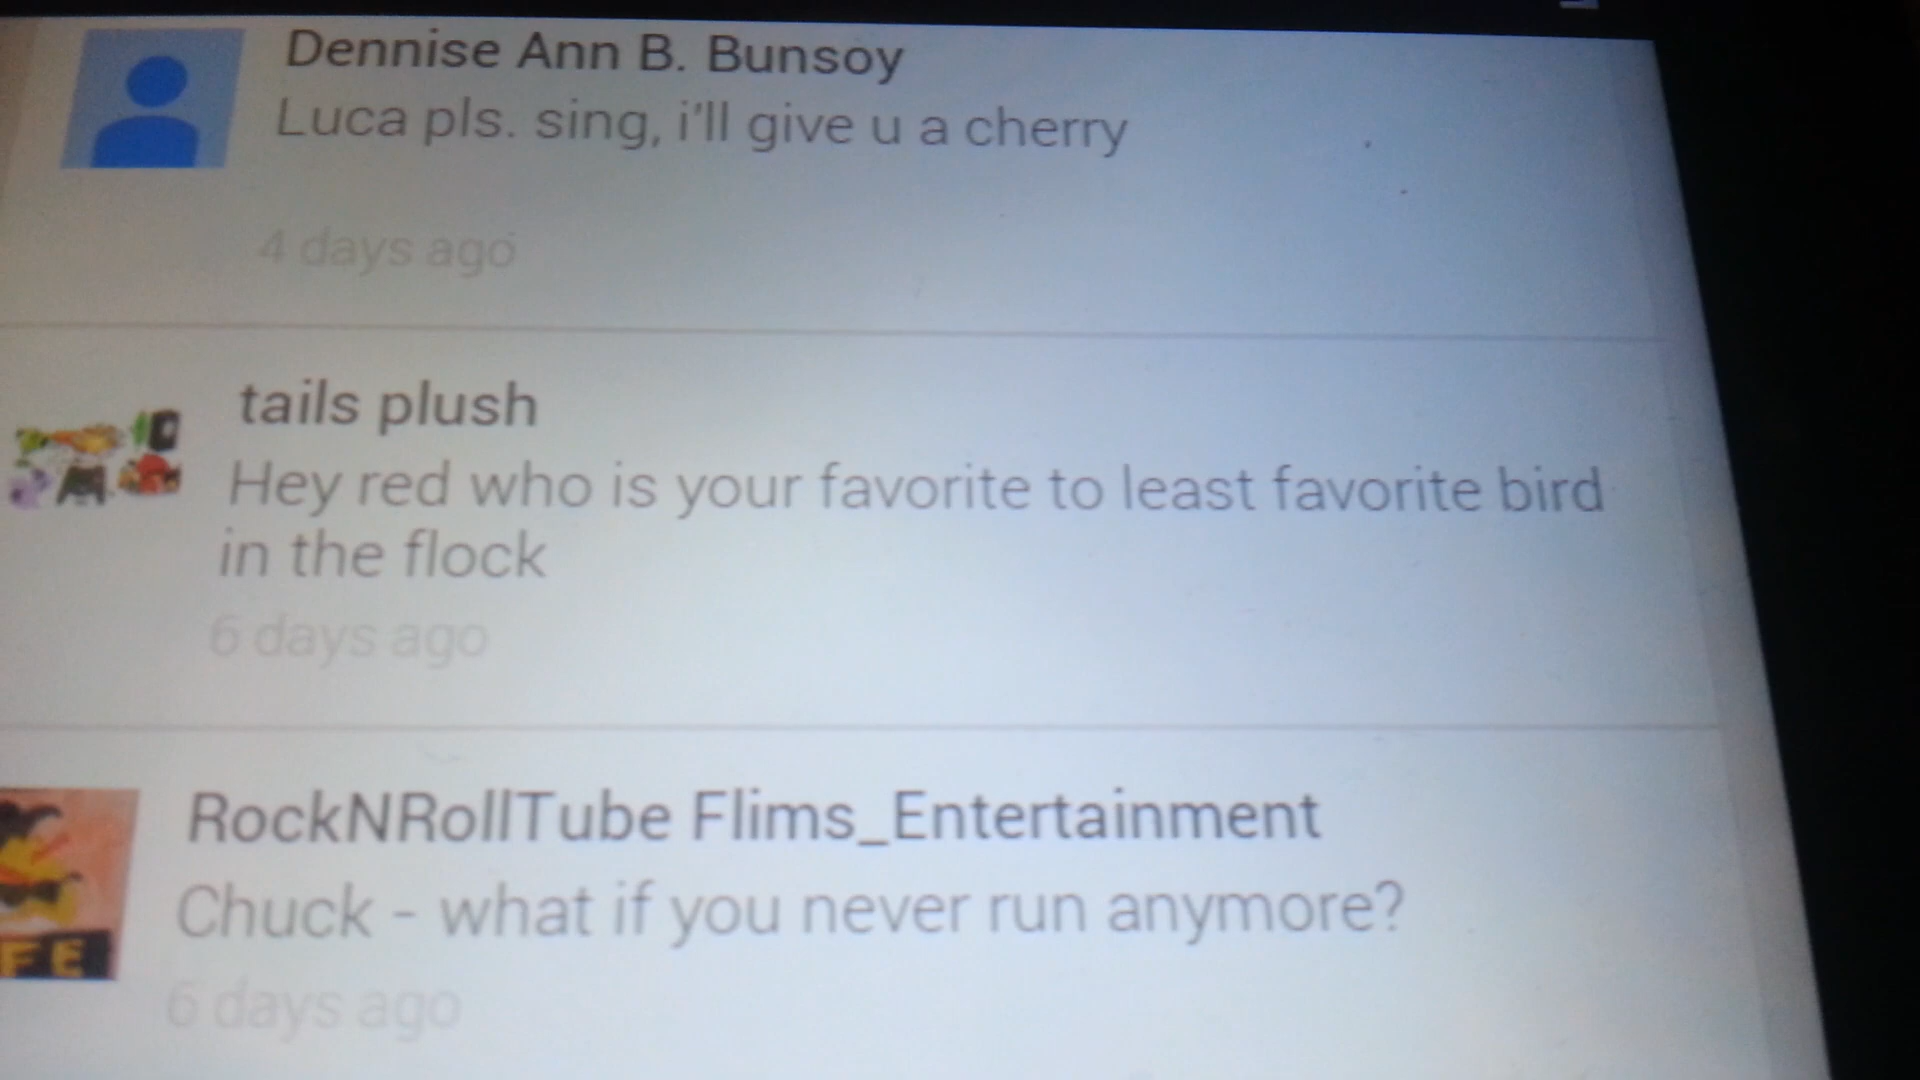 Dennise Ann B. Bunsoy
Luca pls. sing, i'll give u a cherry
4 days ago
tails plush
Hey red who is your favorite to least favorite bird
in the flock
6 days ago
RockNRollTube Flims_Entertainment
Chuck - what if you never run anymore?
FE
6 days ago